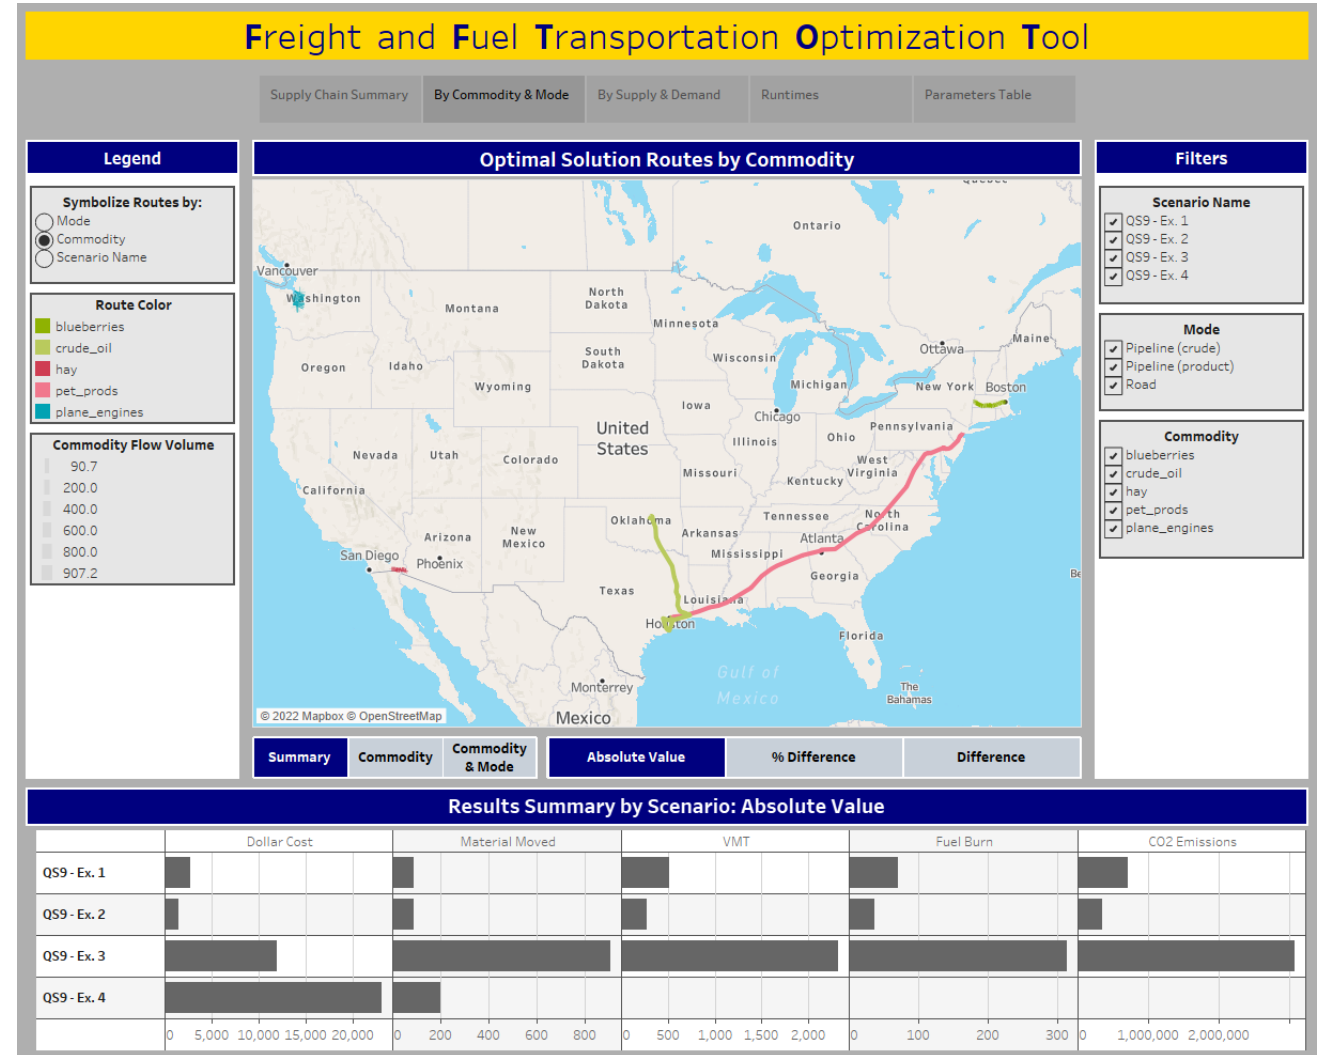 Freight and Fuel Transportation Optimization Tool
Supply Chain Summary
By Commodity & Mode
By Supply & Demand
Runtimes
Parameters Table
Legend
Symbolize Routes by:
Mode
Commodity
Scenario Name
Route Color
blueberries
crude_oil
hay
pet_prods
plane_engines
Commodity Flow Volume
90.7
200.0
400.0
600.0
800.0
907.2
Optimal Solution Routes by Commodity
Ontario
Vancouver
Washington
Montana
North
Dakota
Minnesota
Ottawa
Maine
Oregon
Idaho
South
Dakota
Wisconsin
Wyoming
Michigan
New York
Boston
Iowa
Chicago
United
States
Illinois
Ohio
Pennsylvania
Nevada
Utah
Colorado
Missouri
Kentucky
West
Virginia
California
Oklahoma
Arkansas
Tennessee
North
Carolina
Arizona
New
Mexico
San Diego
Phoenix
Mississippi
Atlanta
Georgia
Texas
Louisiana
Houston
Florida
Gulf of
Mexico
Monterrey
The
Bahamas
Mexico
© 2022 Mapbox © OpenStreetMap
Summary
Commodity
Commodity
& Mode
Absolute Value
% Difference
Difference
Filters
Scenario Name
QS9 - Ex. 1
QS9 - Ex. 2
QS9 - Ex. 3
QS9 - Ex. 4
Mode
Pipeline (crude)
Pipeline (product)
Road
Commodity
blueberries
crude_oil
hay
pet_prods
plane_engines
Results Summary by Scenario: Absolute Value
Dollar Cost
Material Moved
VMT
Fuel Burn
CO2 Emissions
QS9 - Ex. 1
QS9 - Ex. 2
QS9 - Ex. 3
QS9 - Ex. 4
0 5,000 10,000 15,000 20,000
0 200 400 600 800
0 500 1,000 1,500 2,000
0 100 200 300
0 1,000,000 2,000,000